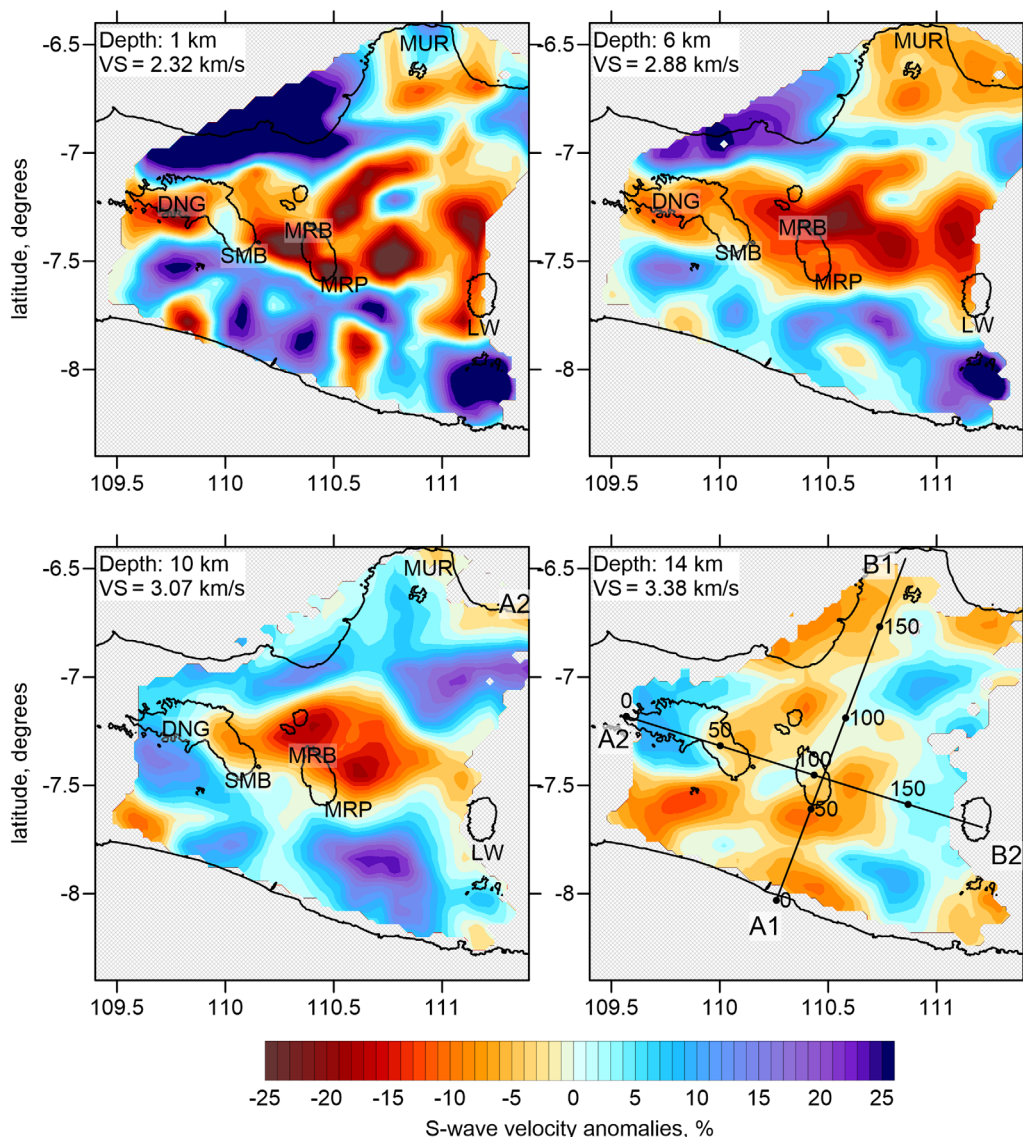 Depth: 1 km
VS = 2.32 km/s
MUR
DNG
SMB
MRB
MRP
LW
-6.5
-7
-7.5
-8
latitude, degrees
109.5 110 110.5 111
Depth: 6 km
VS = 2.88 km/s
MUR
DNG
SMB
MRB
MRP
LW
-6.5
-7
-7.5
-8
109.5 110 110.5 111
Depth: 10 km
VS = 3.07 km/s
MUR
A2
DNG
SMB
MRB
MRP
LW
-6.5
-7
-7.5
-8
latitude, degrees
109.5 110 110.5 111
Depth: 14 km
VS = 3.38 km/s
B1
150
0
A2
50
100
100
150
50
B2
0
A1
-6.5
-7
-7.5
-8
109.5 110 110.5 111
-25 -20 -15 -10 -5 0 5 10 15 20 25
S-wave velocity anomalies, %